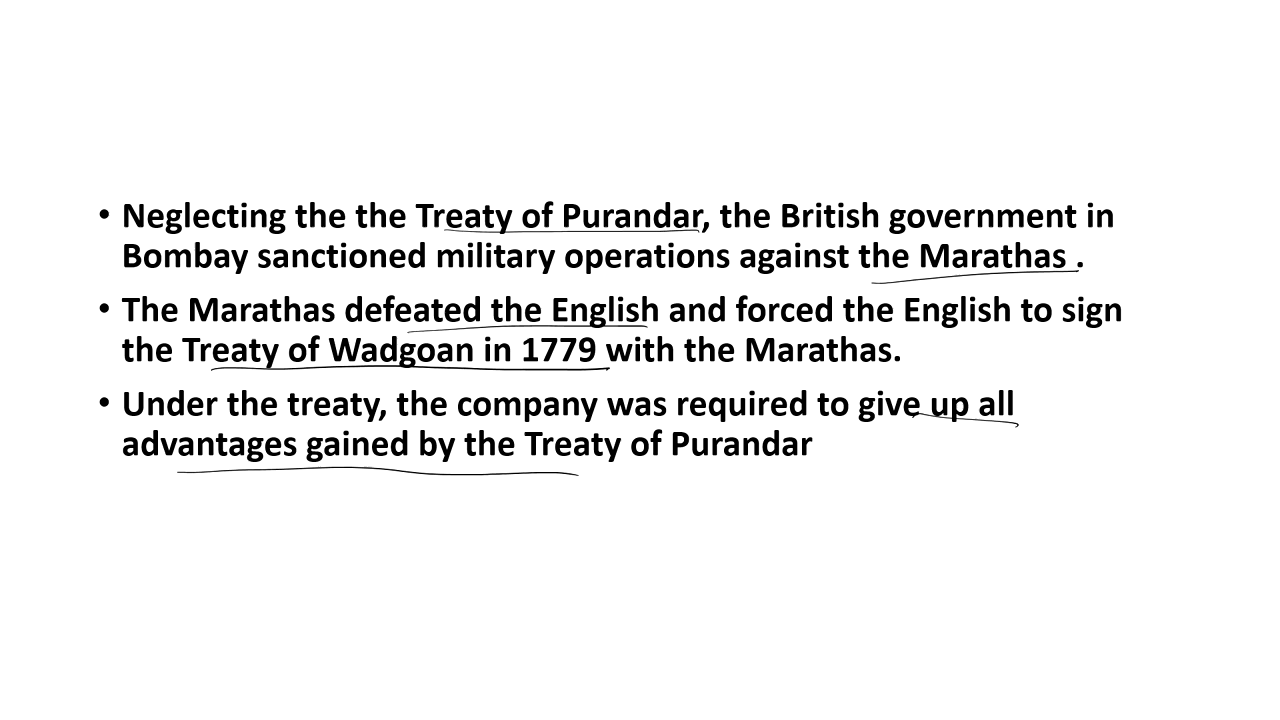 • Neglecting the the Treaty of Purandar, the British government in
Bombay sanctioned military operations against the Marathas .
• The Marathas defeated the English and forced the English to sign
the Treaty of Wadgoan in 1779 with the Marathas.
• Under the treaty, the company was required to give up all
advantages gained by the Treaty of Purandar